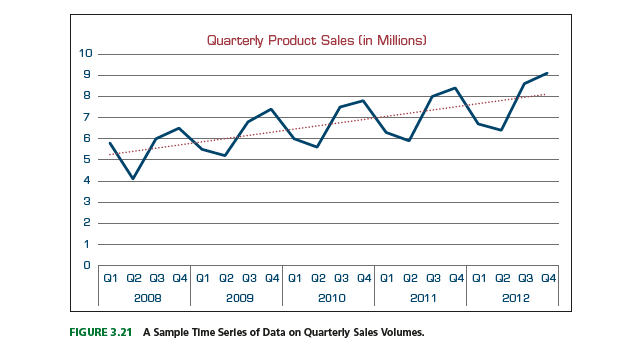 Quarterly Product Sales (in Millions)
10
9
8
7
6
5
4
3
2
1
0
Q1 Q2 Q3 Q4 Q1 Q2 Q3 Q4 Q1 Q2 Q3 Q4 Q1 Q2 Q3 Q4 Q1 Q2 Q3 Q4
2008 2009 2010 2011 2012
FIGURE 3.21 A Sample Time Series of Data on Quarterly Sales Volumes.